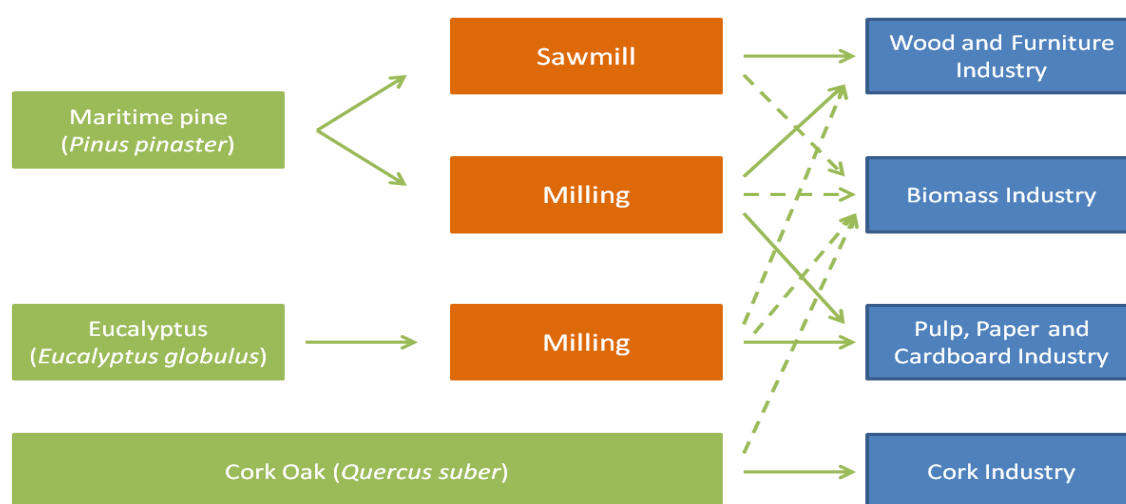 Sawmill
Wood and Furniture
Industry
Maritime pine
(Pinus pinaster)
Milling
Biomass Industry
Eucalyptus
(Eucalyptus globulus)
Milling
Pulp, Paper and
Cardboard Industry
Cork Oak (Quercus suber)
Cork Industry